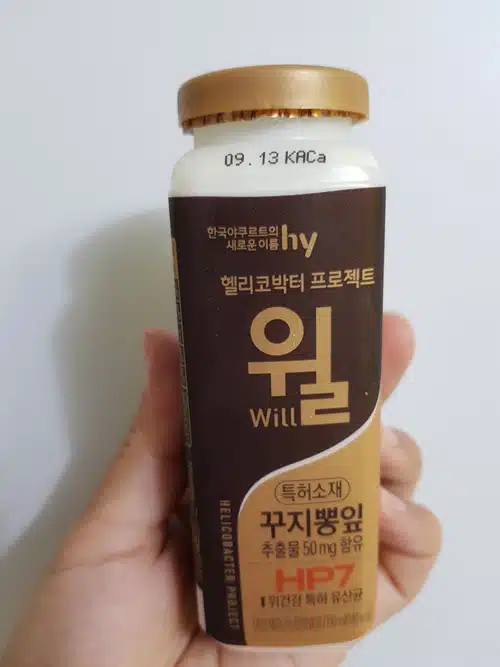 09.13 KACa
한국야쿠르트의
새로운 이름 hy
헬리코박터 프로젝트
윌
Will
특허소재
꾸지뽕잎
추출물 50mg 함유
HP7
위건강 특허 유산균
HELICOBACTER PROJECT